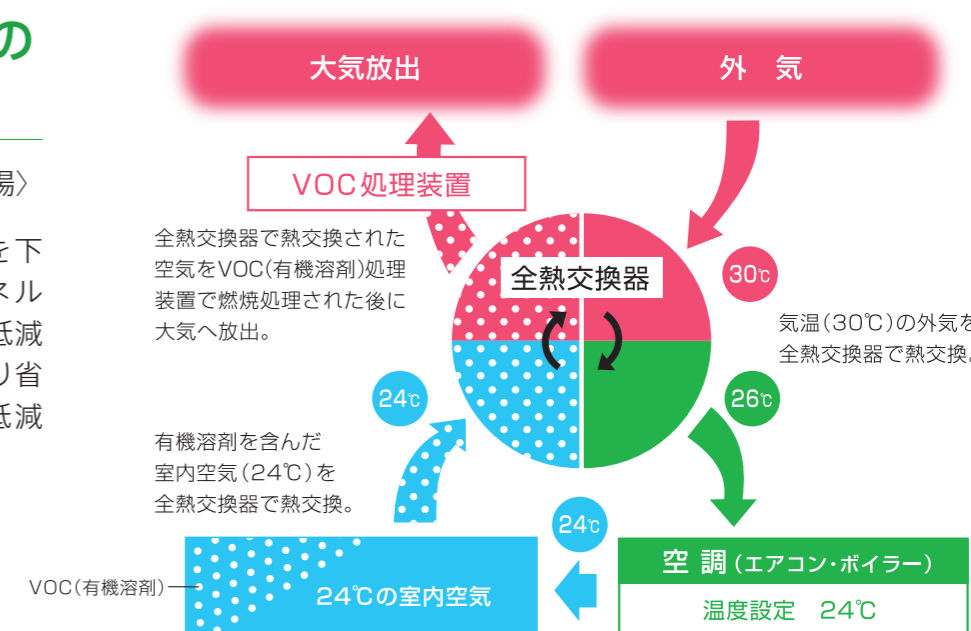 の
場〉
を下
ネル
低減
り省
低減
大気放出
外　気
VOC処理装置
全熱交換器で熱交換された
空気をVOC(有機溶剤)処理
装置で燃焼処理された後に
大気へ放出。
全熱交換器
30℃
気温(30℃)の外気を
全熱交換器で熱交換。
24℃
26℃
有機溶剤を含んだ
室内空気(24℃)を
全熱交換器で熱交換。
24℃
VOC(有機溶剤)
24℃の室内空気
空 調(エアコン・ボイラー)
温度設定　24℃